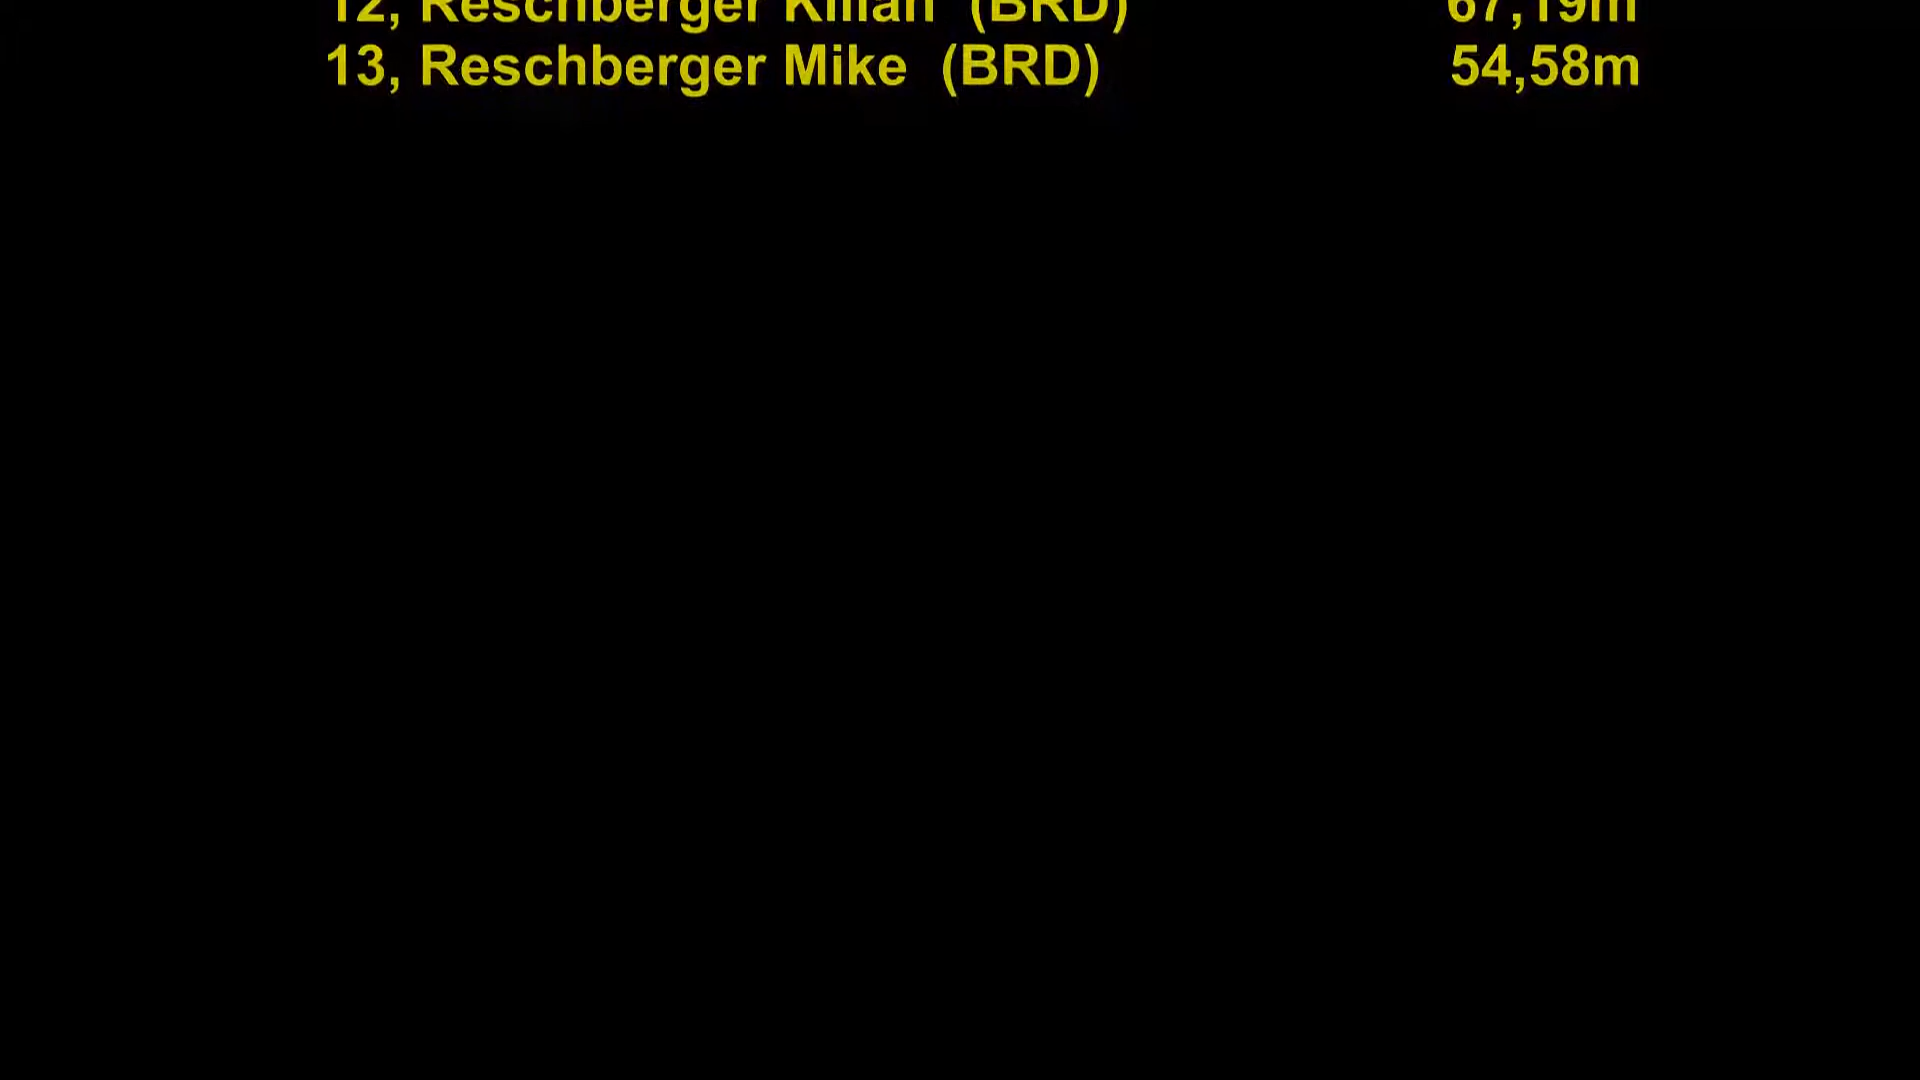 12, Reschberger Kilian (BRD) 67,19m
13, Reschberger Mike (BRD) 54,58m